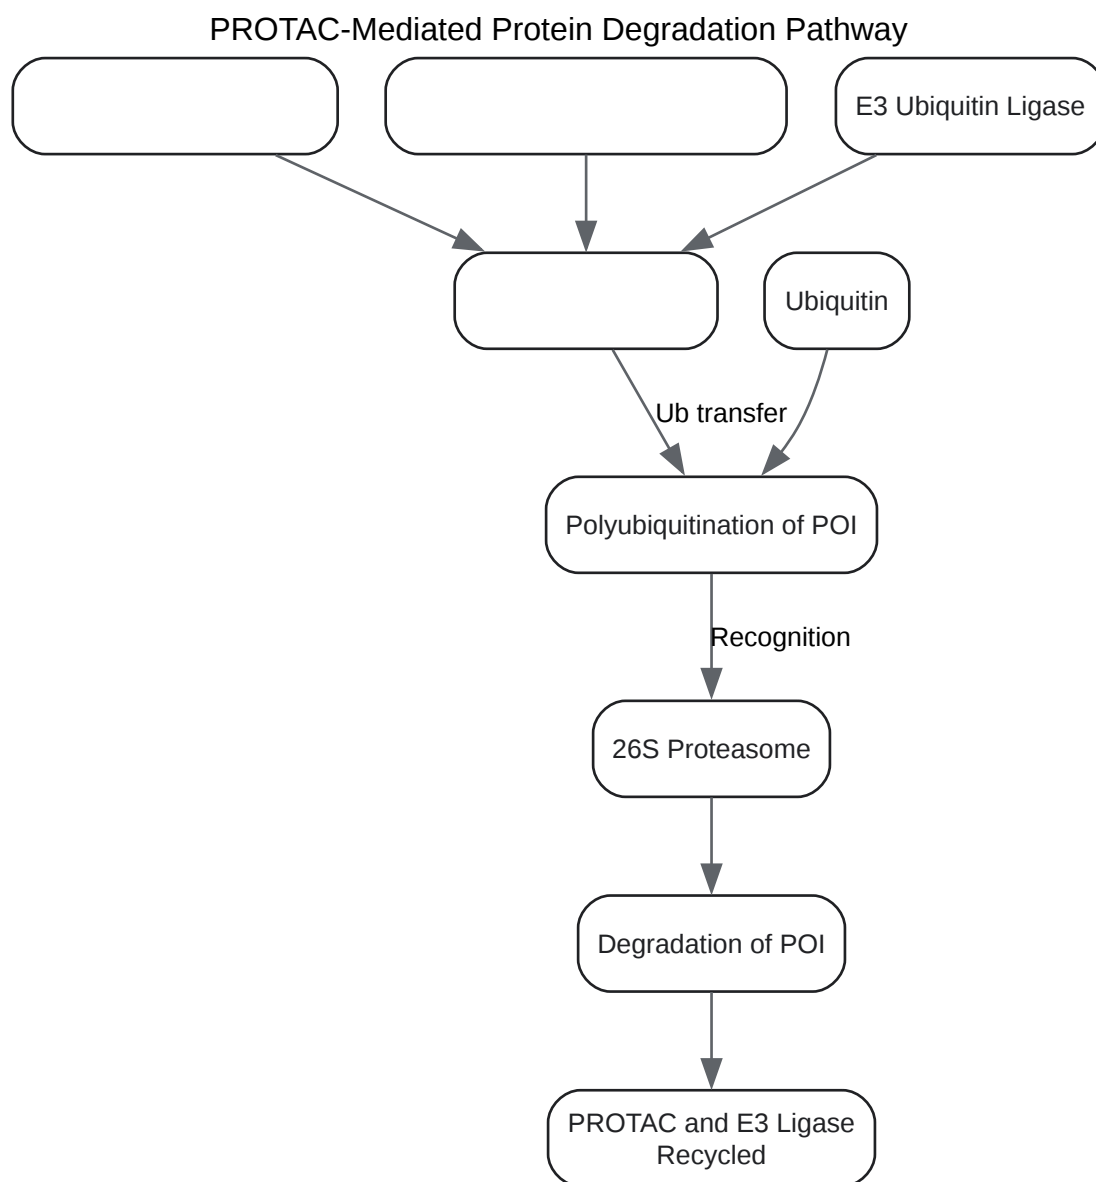 PROTAC-Mediated Protein Degradation Pathway
E3 Ubiquitin Ligase
Ubiquitin
Ub transfer
Polyubiquitination of POI
Recognition
26S Proteasome
Degradation of POI
PROTAC and E3 Ligase
Recycled